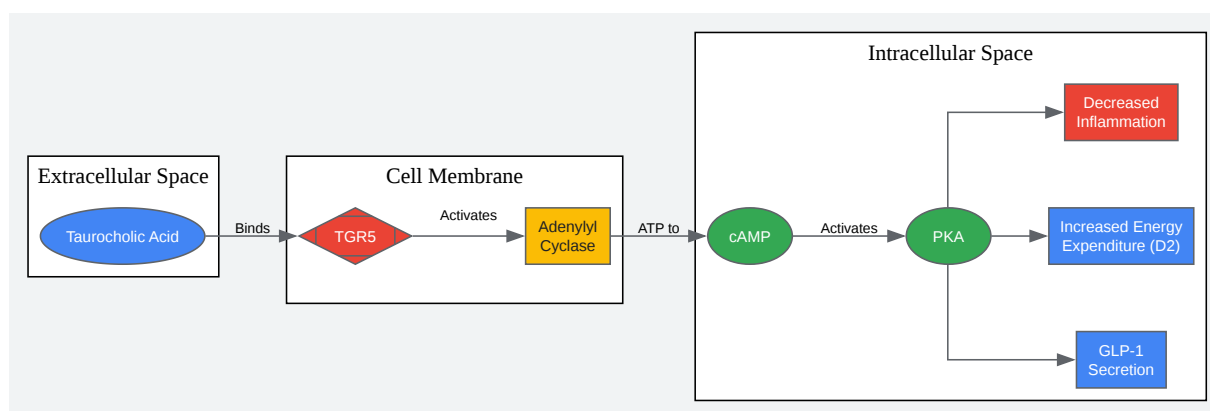 Extracellular Space
Taurocholic Acid
Binds
Cell Membrane
TGR5
Activates
Adenylyl
Cyclase
ATP to
Intracellular Space
cAMP
Activates
PKA
Decreased
Inflammation
Increased Energy
Expenditure (D2)
GLP-1
Secretion